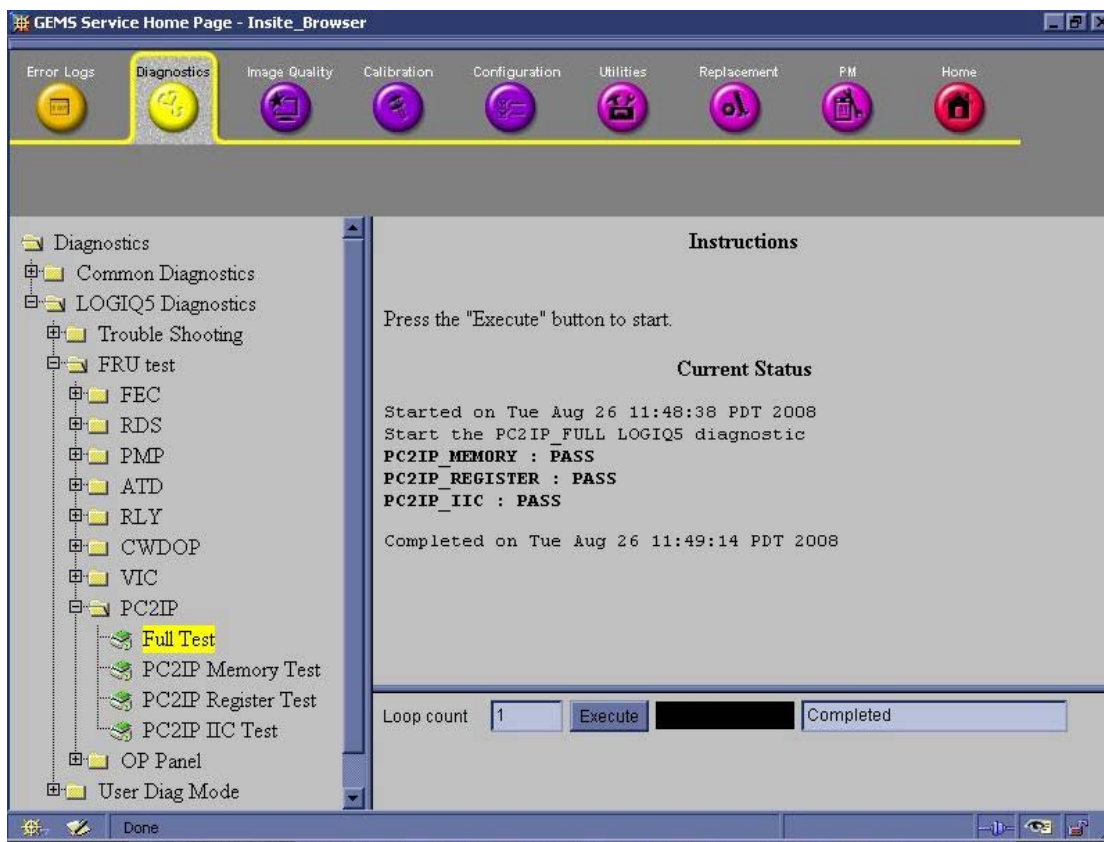 GEMS Service Home Page - Insite_Browser
Error Logs
Diagnostics
Image Quality
Calibration
Configuration
Utilities
Replacement
PM
Home
Diagnostics
Common Diagnostics
LOGIQ5 Diagnostics
Trouble Shooting
FRU test
FEC
RDS
PMP
ATD
RLY
CWDOP
VIC
PC2IP
Full Test
PC2IP Memory Test
PC2IP Register Test
PC2IP IIC Test
OP Panel
User Diag Mode
Instructions
Press the "Execute" button to start.
Current Status
Started on Tue Aug 26 11:48:38 PDT 2008
Start the PC2IP_FULL LOGIQ5 diagnostic
PC2IP_MEMORY : PASS
PC2IP_REGISTER : PASS
PC2IP_IIC : PASS
Completed on Tue Aug 26 11:49:14 PDT 2008
Loop count 1 Execute Completed
Done